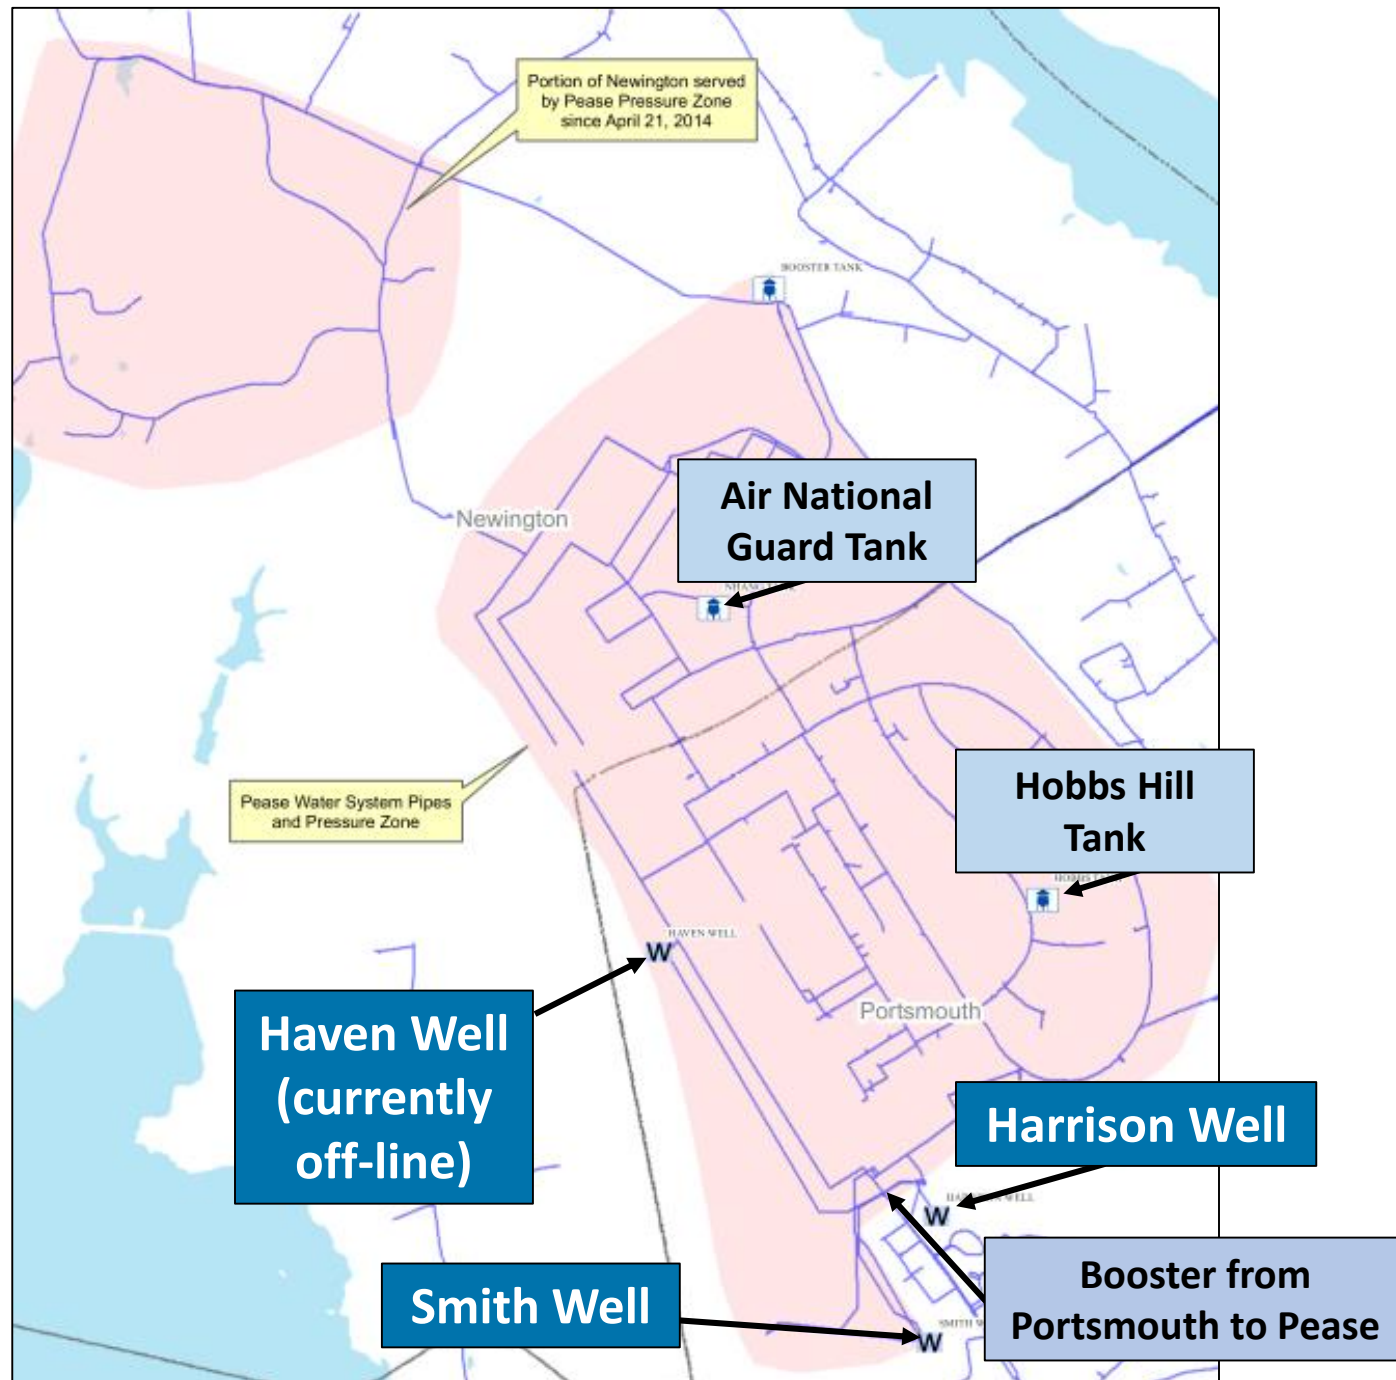 Portion of Newington served
by Pease Pressure Zone
since April 21, 2014
BOOSTER TANK
Air National
Guard Tank
Newington
Hobbs Hill
Tank
Pease Water System Pipes
and Pressure Zone
HAVEN WELL
W
Haven Well
(currently
off-line)
Portsmouth
Harrison Well
WELL
W
Booster from
Portsmouth to Pease
Smith Well
SMITH W
W